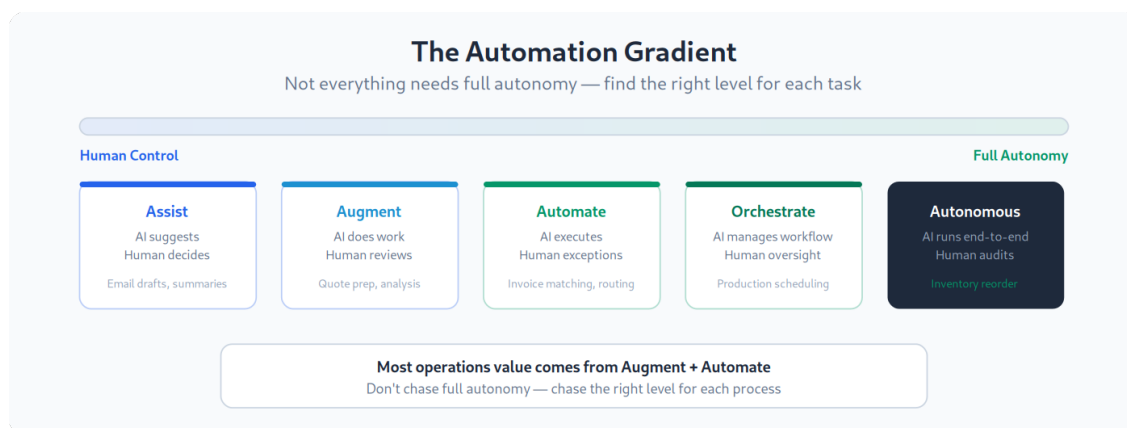 The Automation Gradient
Not everything needs full autonomy — find the right level for each task
Human Control
Full Autonomy
Assist
AI suggests
Human decides
Email drafts, summaries
Augment
AI does work
Human reviews
Quote prep, analysis
Automate
AI executes
Human exceptions
Invoice matching, routing
Orchestrate
AI manages workflow
Human oversight
Production scheduling
Autonomous
AI runs end-to-end
Human audits
Inventory reorder
Most operations value comes from Augment + Automate
Don't chase full autonomy — chase the right level for each process